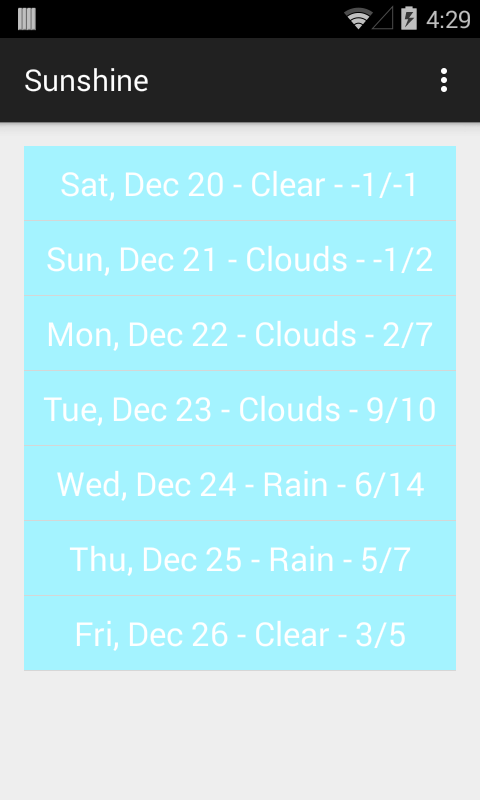 4:29
Sunshine
Sat, Dec 20 - Clear - -1/-1
Sun, Dec 21 - Clouds - -1/2
Mon, Dec 22 - Clouds - 2/7
Tue, Dec 23 - Clouds - 9/10
Wed, Dec 24 - Rain - 6/14
Thu, Dec 25 - Rain - 5/7
Fri, Dec 26 - Clear - 3/5